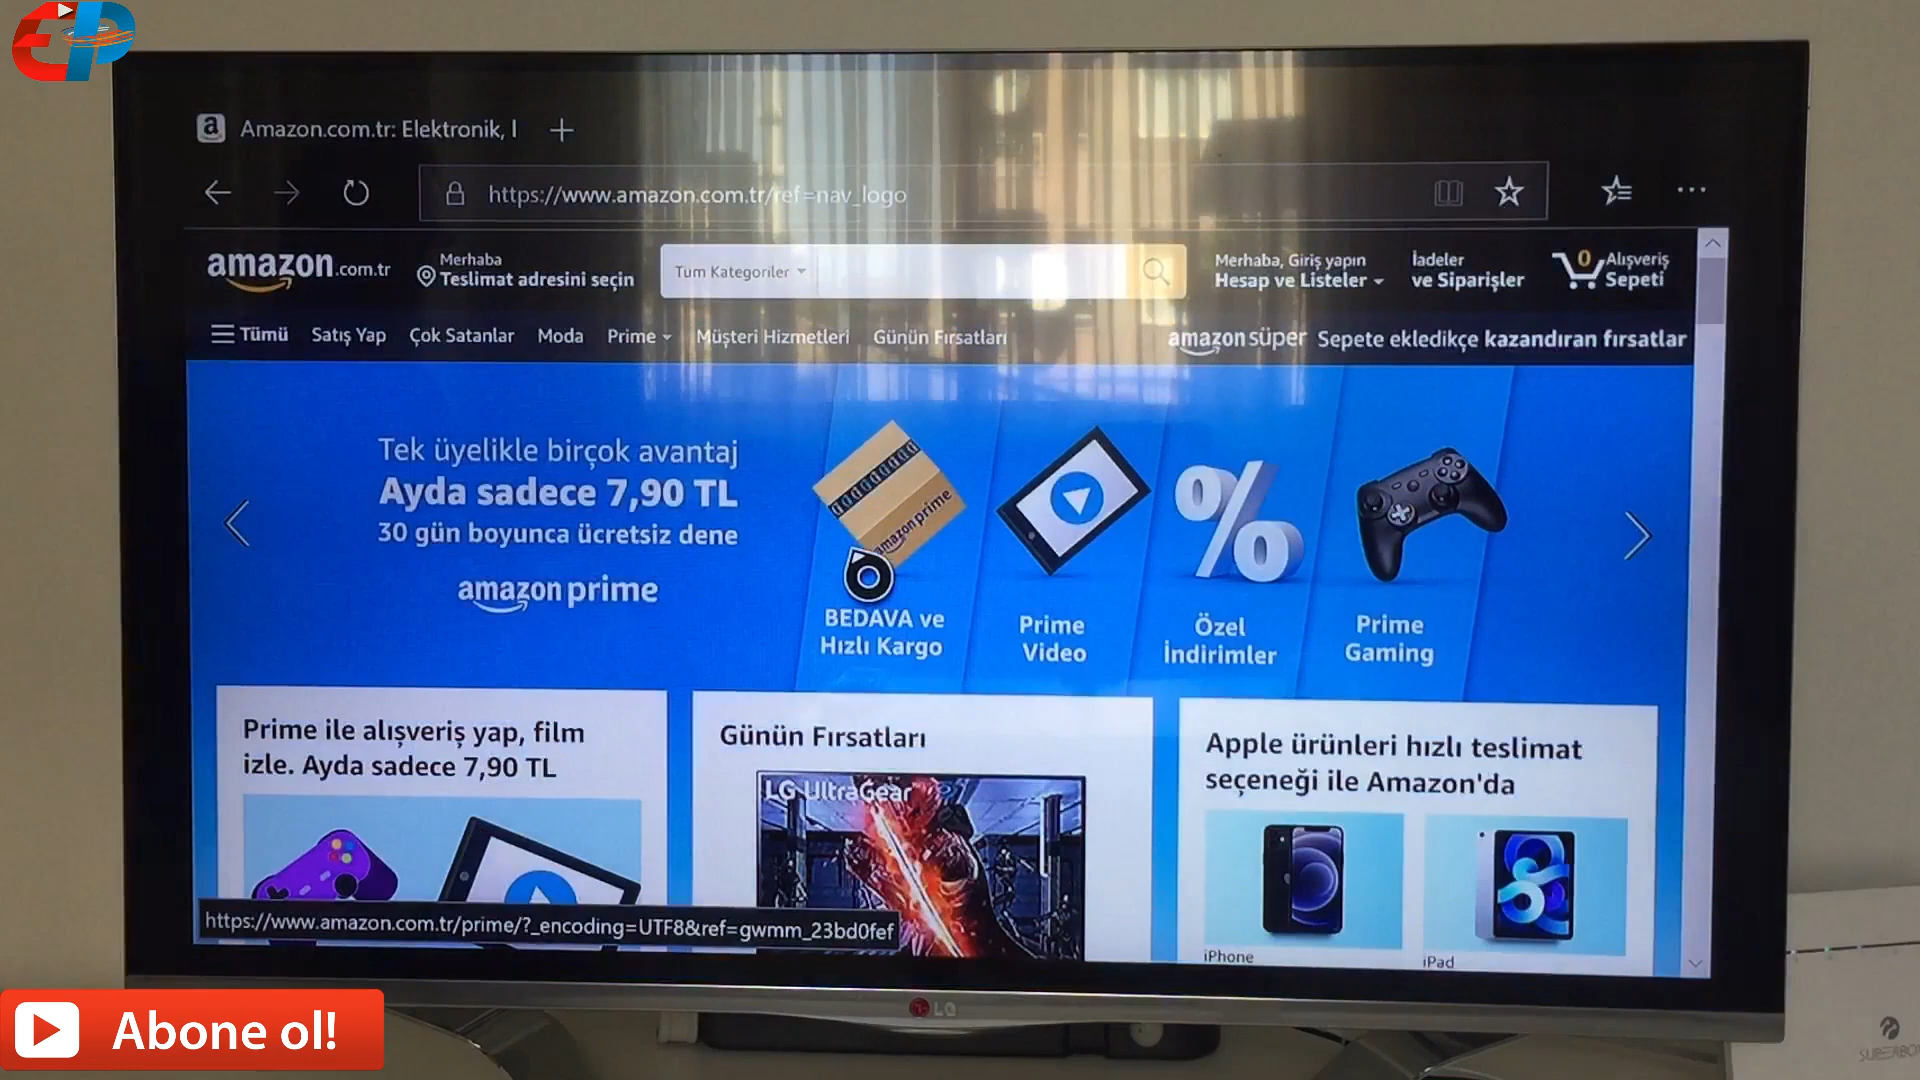 EP
a Amazon.com.tr: Elektronik,
https://www.amazon.com.tr/ref=nav_logo
amazon.com.tr
Merhaba
Teslimat adresini seçin
Tüm Kategoriler
Merhaba, Giriş yapın
Hesap ve Listeler
İadeler
ve Siparişler
0
Alışveriş
Sepeti
Tümü Satış Yap Çok Satanlar Moda Prime Müşteri Hizmetleri Günün Fırsatları
amazon süper Sepete ekledikçe kazandıran fırsatlar
Tek üyelikle birçok avantaj
Ayda sadece 7,90 TL
30 gün boyunca ücretsiz dene
amazon prime
amazon prime
BEDAVA ve
Hızlı Kargo
Prime
Video
%
Özel
İndirimler
Prime
Gaming
Prime ile alışveriş yap, film
izle. Ayda sadece 7,90 TL
Günün Fırsatları
LG UltraGear
Apple ürünleri hızlı teslimat
seçeneği ile Amazon'da
iPhone
iPad
https://www.amazon.com.tr/prime/?_encoding=UTF8&ref=gwmm_23bd0fef
LG
Abone ol!
SUPERBO